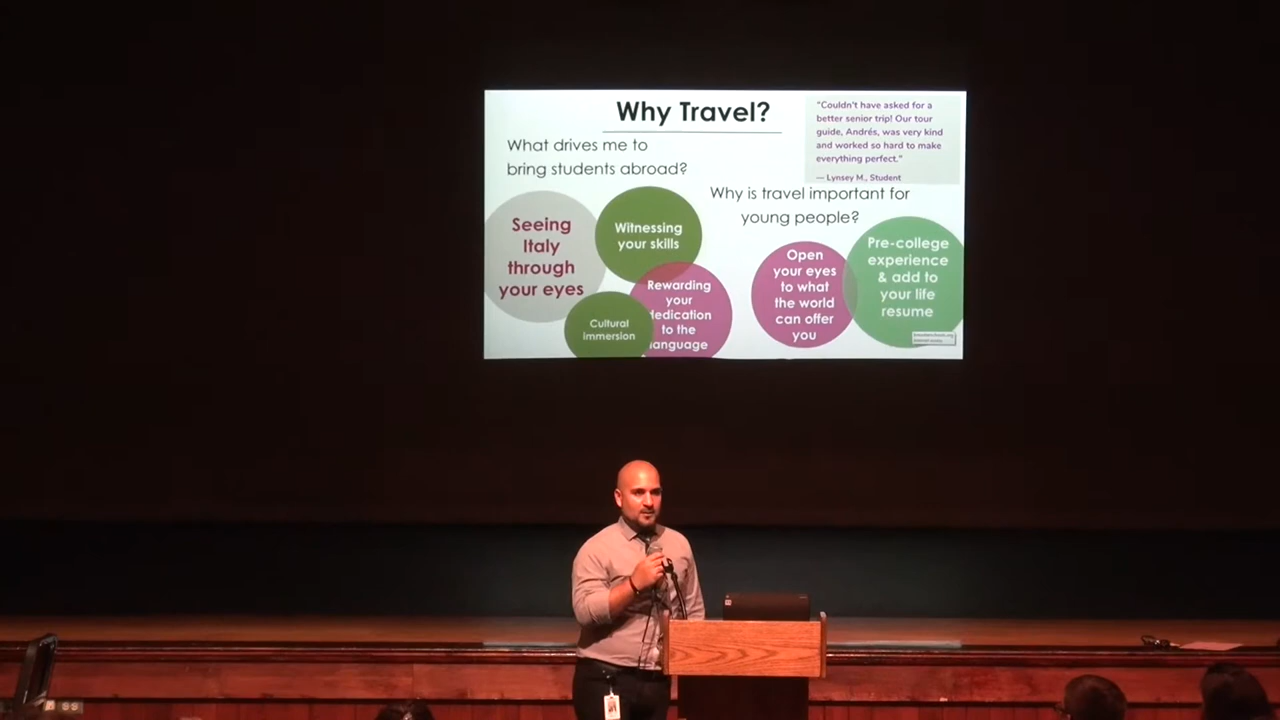 Why Travel?
"Couldn't have asked for a
better senior trip! Our tour
guide, Andrés, was very kind
and worked so hard to make
everything perfect."
— Lynsey M., Student
What drives me to
bring students abroad?
Why is travel important for
young people?
Seeing
Italy
through
your eyes
Witnessing
your skills
Rewarding
your
dedication
to the
language
Cultural
immersion
Open
your eyes
to what
the world
can offer
you
Pre-college
experience
& add to
your life
resume